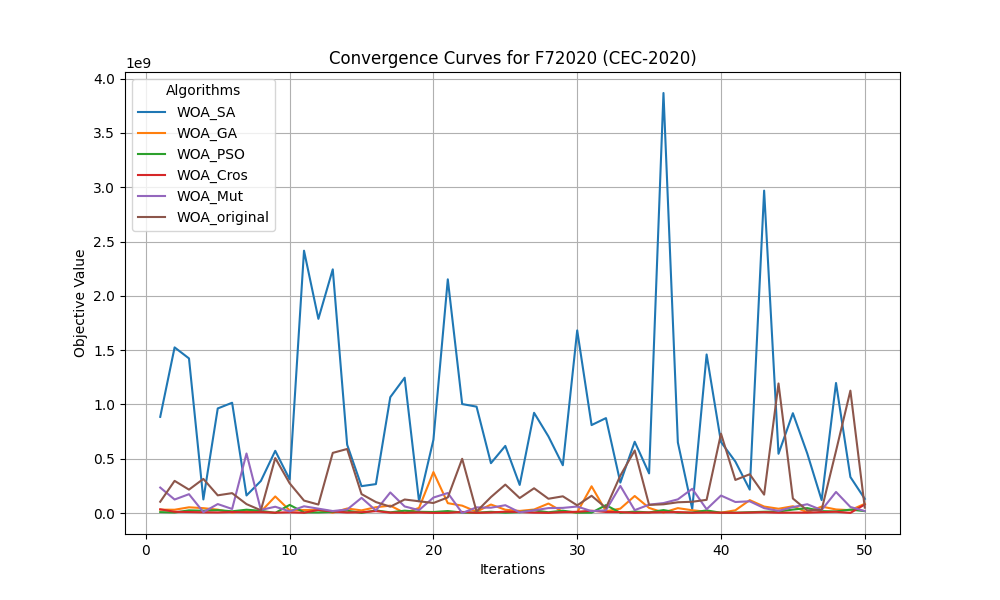 Convergence Curves for F72020 (CEC-2020)
1e9
4.0
3.5
3.0
2.5
2.0
1.5
1.0
0.5
0.0
Objective Value
Algorithms
WOA_SA
WOA_GA
WOA_PSO
WOA_Cros
WOA_Mut
WOA_original
0 10 20 30 40 50
Iterations